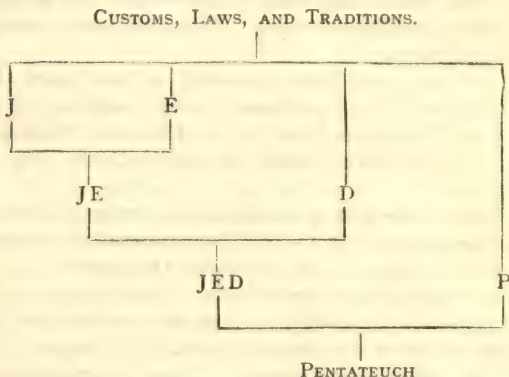 Customs, Laws, and Traditions.
J E
JE D
JED P
Pentateuch